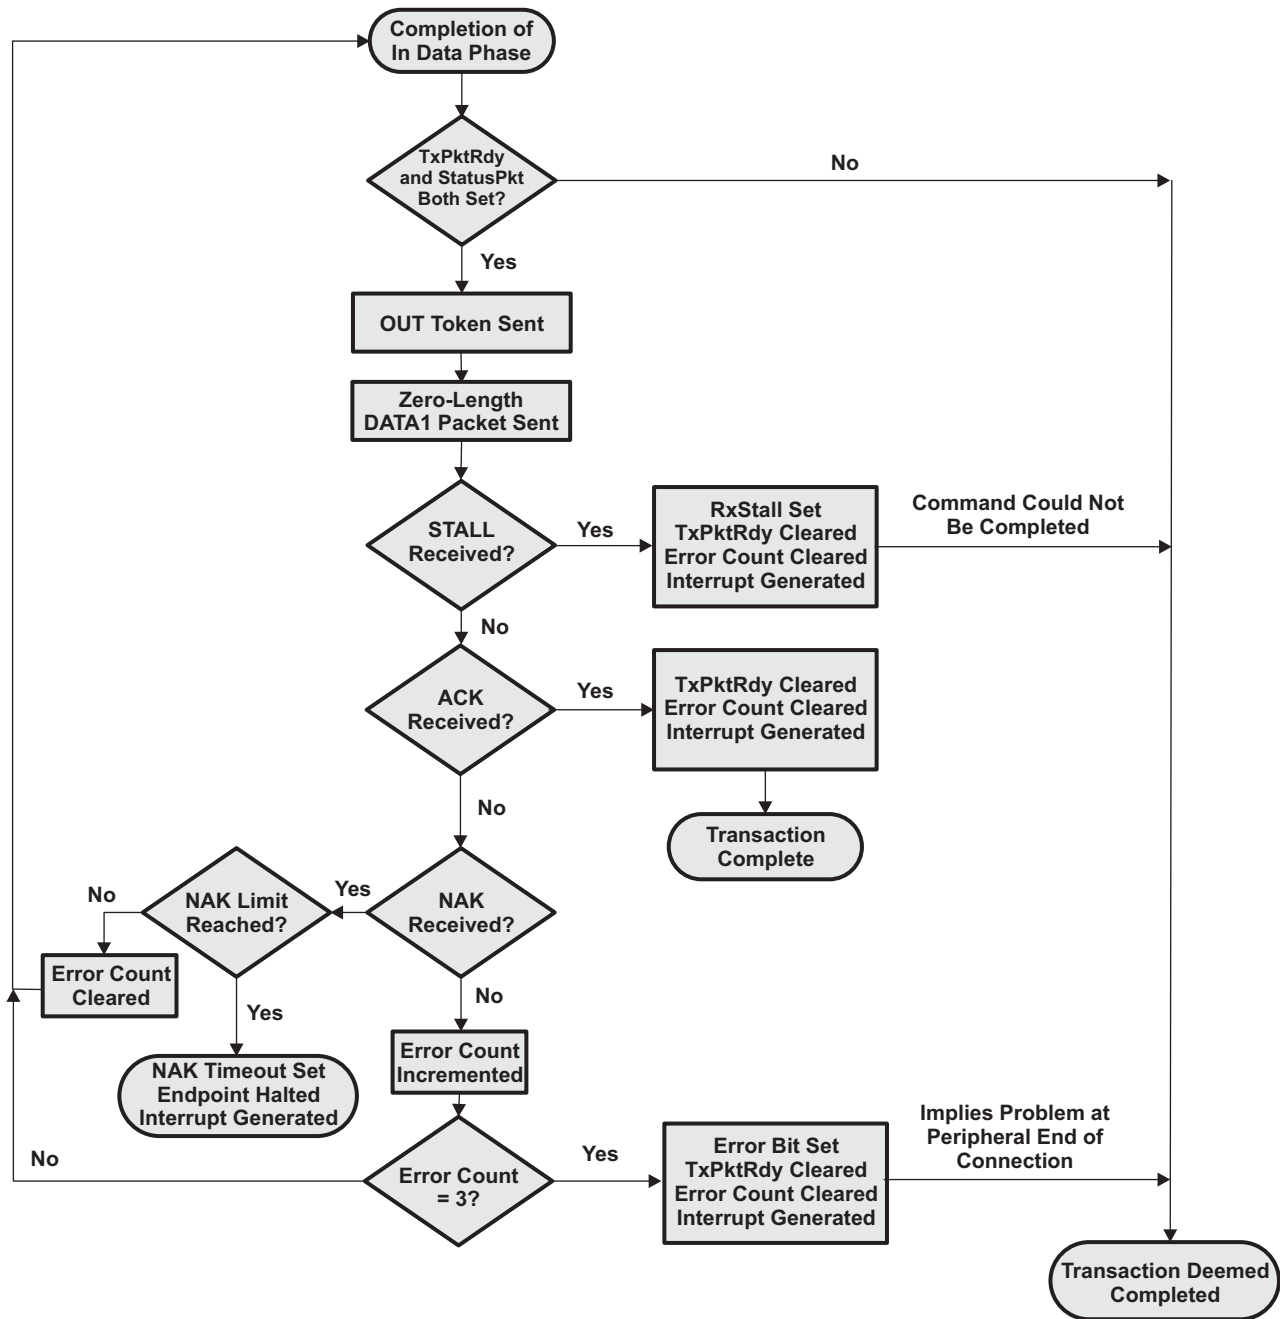 Completion of
In Data Phase
TxPktRdy
and StatusPkt
Both Set?
No
Yes
OUT Token Sent
Zero-Length
DATA1 Packet Sent
STALL
Received?
Yes
RxStall Set
TxPktRdy Cleared
Error Count Cleared
Interrupt Generated
Command Could Not
Be Completed
No
ACK
Received?
Yes
TxPktRdy Cleared
Error Count Cleared
Interrupt Generated
No
Transaction
Complete
NAK
Received?
Yes
NAK Limit
Reached?
No
Error Count
Cleared
Yes
NAK Timeout Set
Endpoint Halted
Interrupt Generated
No
Error Count
Incremented
Error Count
= 3?
No
Yes
Error Bit Set
TxPktRdy Cleared
Error Count Cleared
Interrupt Generated
Implies Problem at
Peripheral End of
Connection
Transaction Deemed
Completed